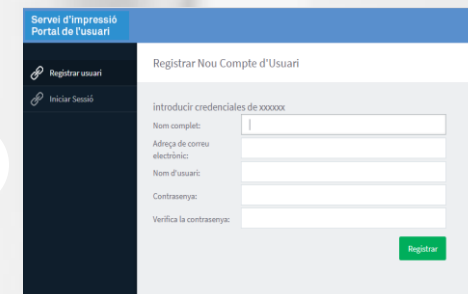 Servei d'impressió
Portal de l'usuari
Registrar usuari
Iniciar Sessió
Registrar Nou Compte d'Usuari
introducir credenciales de xxxxxx
Nom complet:
Adreça de correu
electrònic:
Nom d'usuari:
Contrasenya:
Verifica la contrasenya:
Registrar